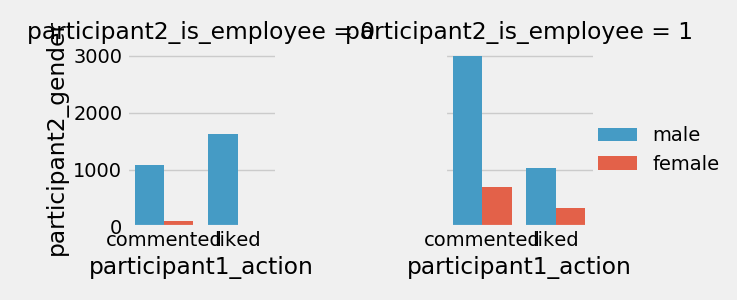 participant2_is_employee = 0
participant2_is_employee = 1
participant2_gender
3000
2000
1000
0
commented
liked
commented
liked
participant1_action
participant1_action
male
female